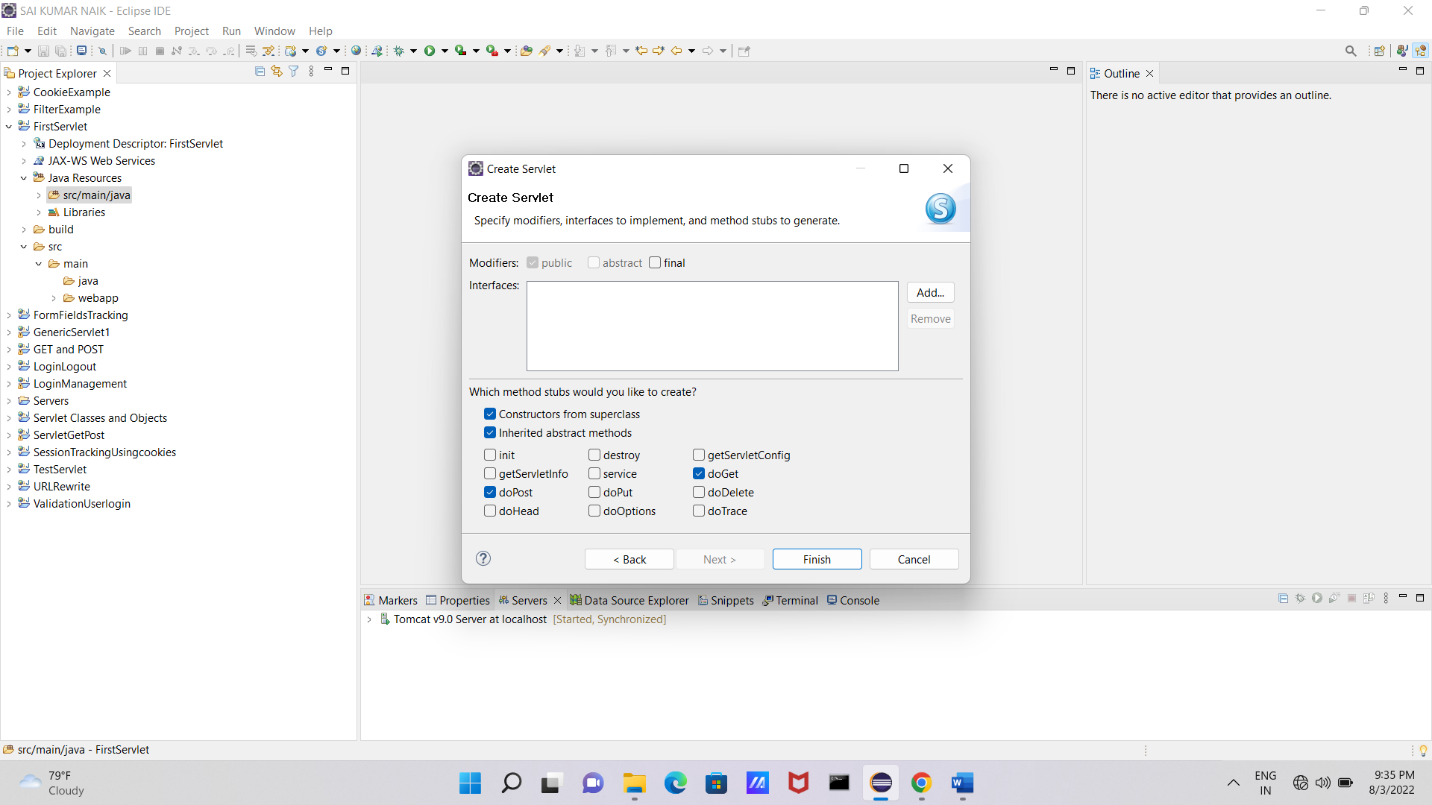 SAI KUMAR NAIK - Eclipse IDE
File Edit Navigate Search Project Run Window Help
Project Explorer
CookieExample
FilterExample
FirstServlet
Deployment Descriptor: FirstServlet
JAX-WS Web Services
Java Resources
src/main/java
Libraries
build
src
main
java
webapp
FormFieldsTracking
GenericServlet1
GET and POST
LoginLogout
LoginManagement
Servers
Servlet Classes and Objects
ServletGetPost
SessionTrackingUsingcookies
TestServlet
URLRewrite
ValidationUserlogin
Outline
There is no active editor that provides an outline.
Create Servlet
Create Servlet
Specify modifiers, interfaces to implement, and method stubs to generate.
S
Modifiers: public abstract final
Interfaces:
Add...
Remove
Which method stubs would you like to create?
Constructors from superclass
Inherited abstract methods
init destroy getServletConfig
getServletInfo service doGet
doPost doPut doDelete
doHead doOptions doTrace
? < Back Next > Finish Cancel
Markers Properties Servers Data Source Explorer Snippets Terminal Console
Tomcat v9.0 Server at localhost [Started, Synchronized]
src/main/java - FirstServlet
79°F
Cloudy
ENG
IN
9:35 PM
8/3/2022